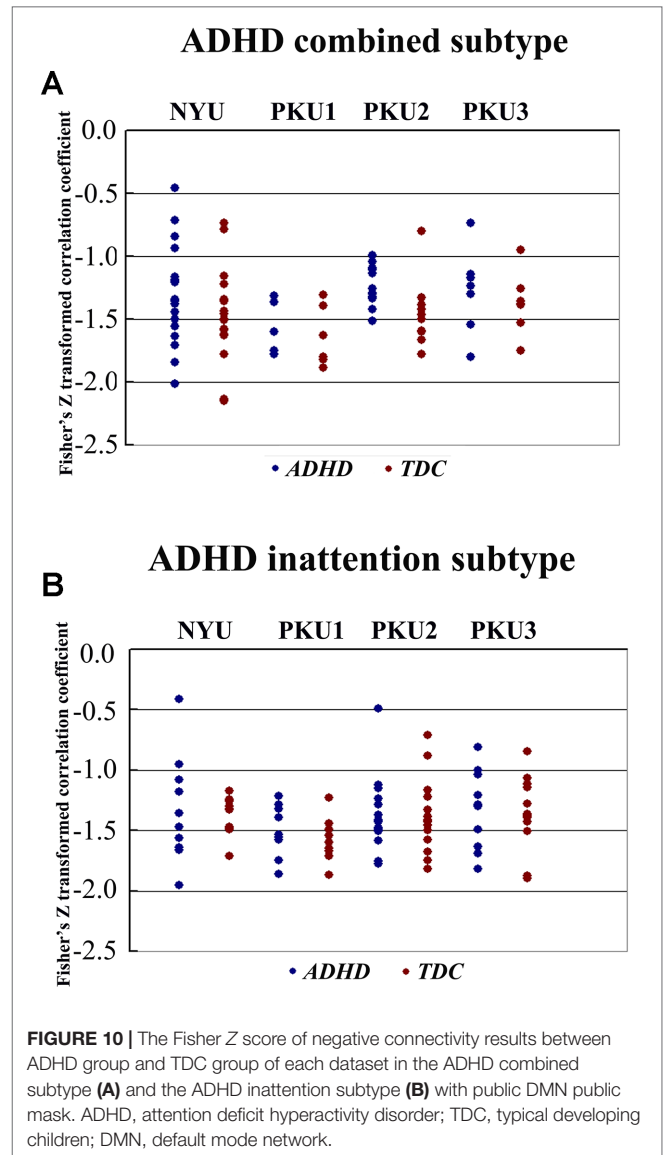 ADHD combined subtype
A
NYU PKU1 PKU2 PKU3
Fisher's Z transformed correlation coefficient
0.0
-0.5
-1.0
-1.5
-2.0
-2.5
ADHD TDC
ADHD inattention subtype
B
NYU PKU1 PKU2 PKU3
Fisher's Z transformed correlation coefficient
0.0
-0.5
-1.0
-1.5
-2.0
-2.5
ADHD TDC
FIGURE 10 | The Fisher Z score of negative connectivity results between
ADHD group and TDC group of each dataset in the ADHD combined
subtype (A) and the ADHD inattention subtype (B) with public DMN public
mask. ADHD, attention deficit hyperactivity disorder; TDC, typical developing
children; DMN, default mode network.